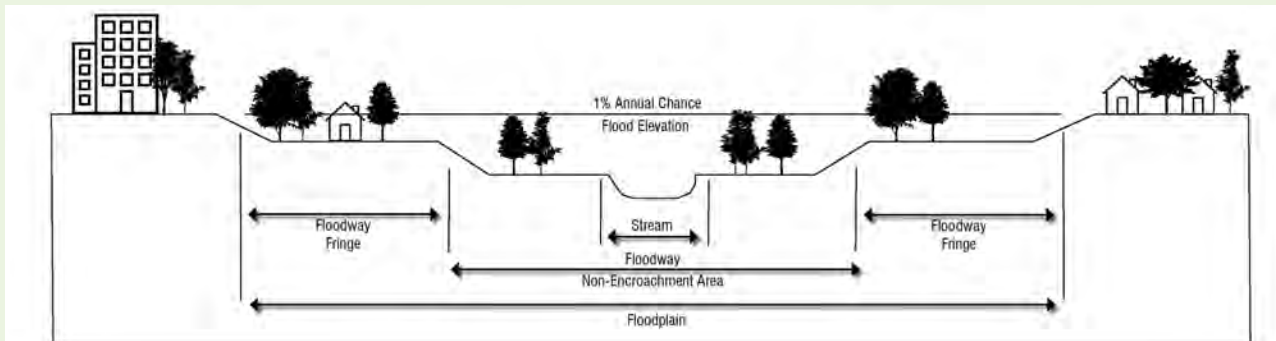 1% Annual Chance
Flood Elevation
Floodway
Fringe
Stream
Floodway
Fringe
Floodway
Non-Encroachment Area
Floodplain